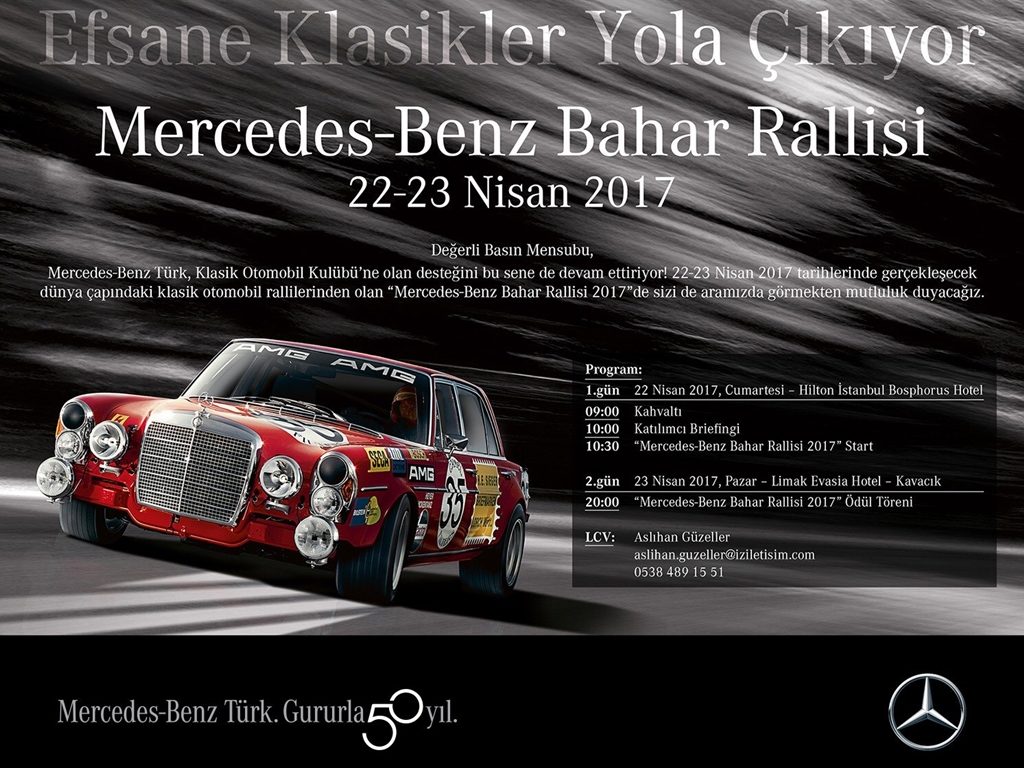 Efsane Klasikler Yola Çıkıyor
Mercedes-Benz Bahar Rallisi
22-23 Nisan 2017
Değerli Basın Mensubu,
Mercedes-Benz Türk, Klasik Otomobil Kulübü’ne olan desteğini bu sene de devam ettiriyor! 22-23 Nisan 2017 tarihlerinde gerçekleşecek
dünya çapındaki klasik otomobil rallilerinden olan “Mercedes-Benz Bahar Rallisi 2017”de sizi de aramızda görmekten mutluluk duyacağız.
AMG AMG
SEGA
AMG
35
Program:
1.gün 22 Nisan 2017, Cumartesi – Hilton İstanbul Bosphorus Hotel
09:00 Kahvaltı
10:00 Katılımcı Briefingi
10:30 “Mercedes-Benz Bahar Rallisi 2017” Start
2.gün 23 Nisan 2017, Pazar – Limak Evasia Hotel – Kavacık
20:00 “Mercedes-Benz Bahar Rallisi 2017” Ödül Töreni
LCV: Aslıhan Güzeller
aslihan.guzeller@iziletisim.com
0538 489 15 51
Mercedes-Benz Türk. Gururla 50 yıl.